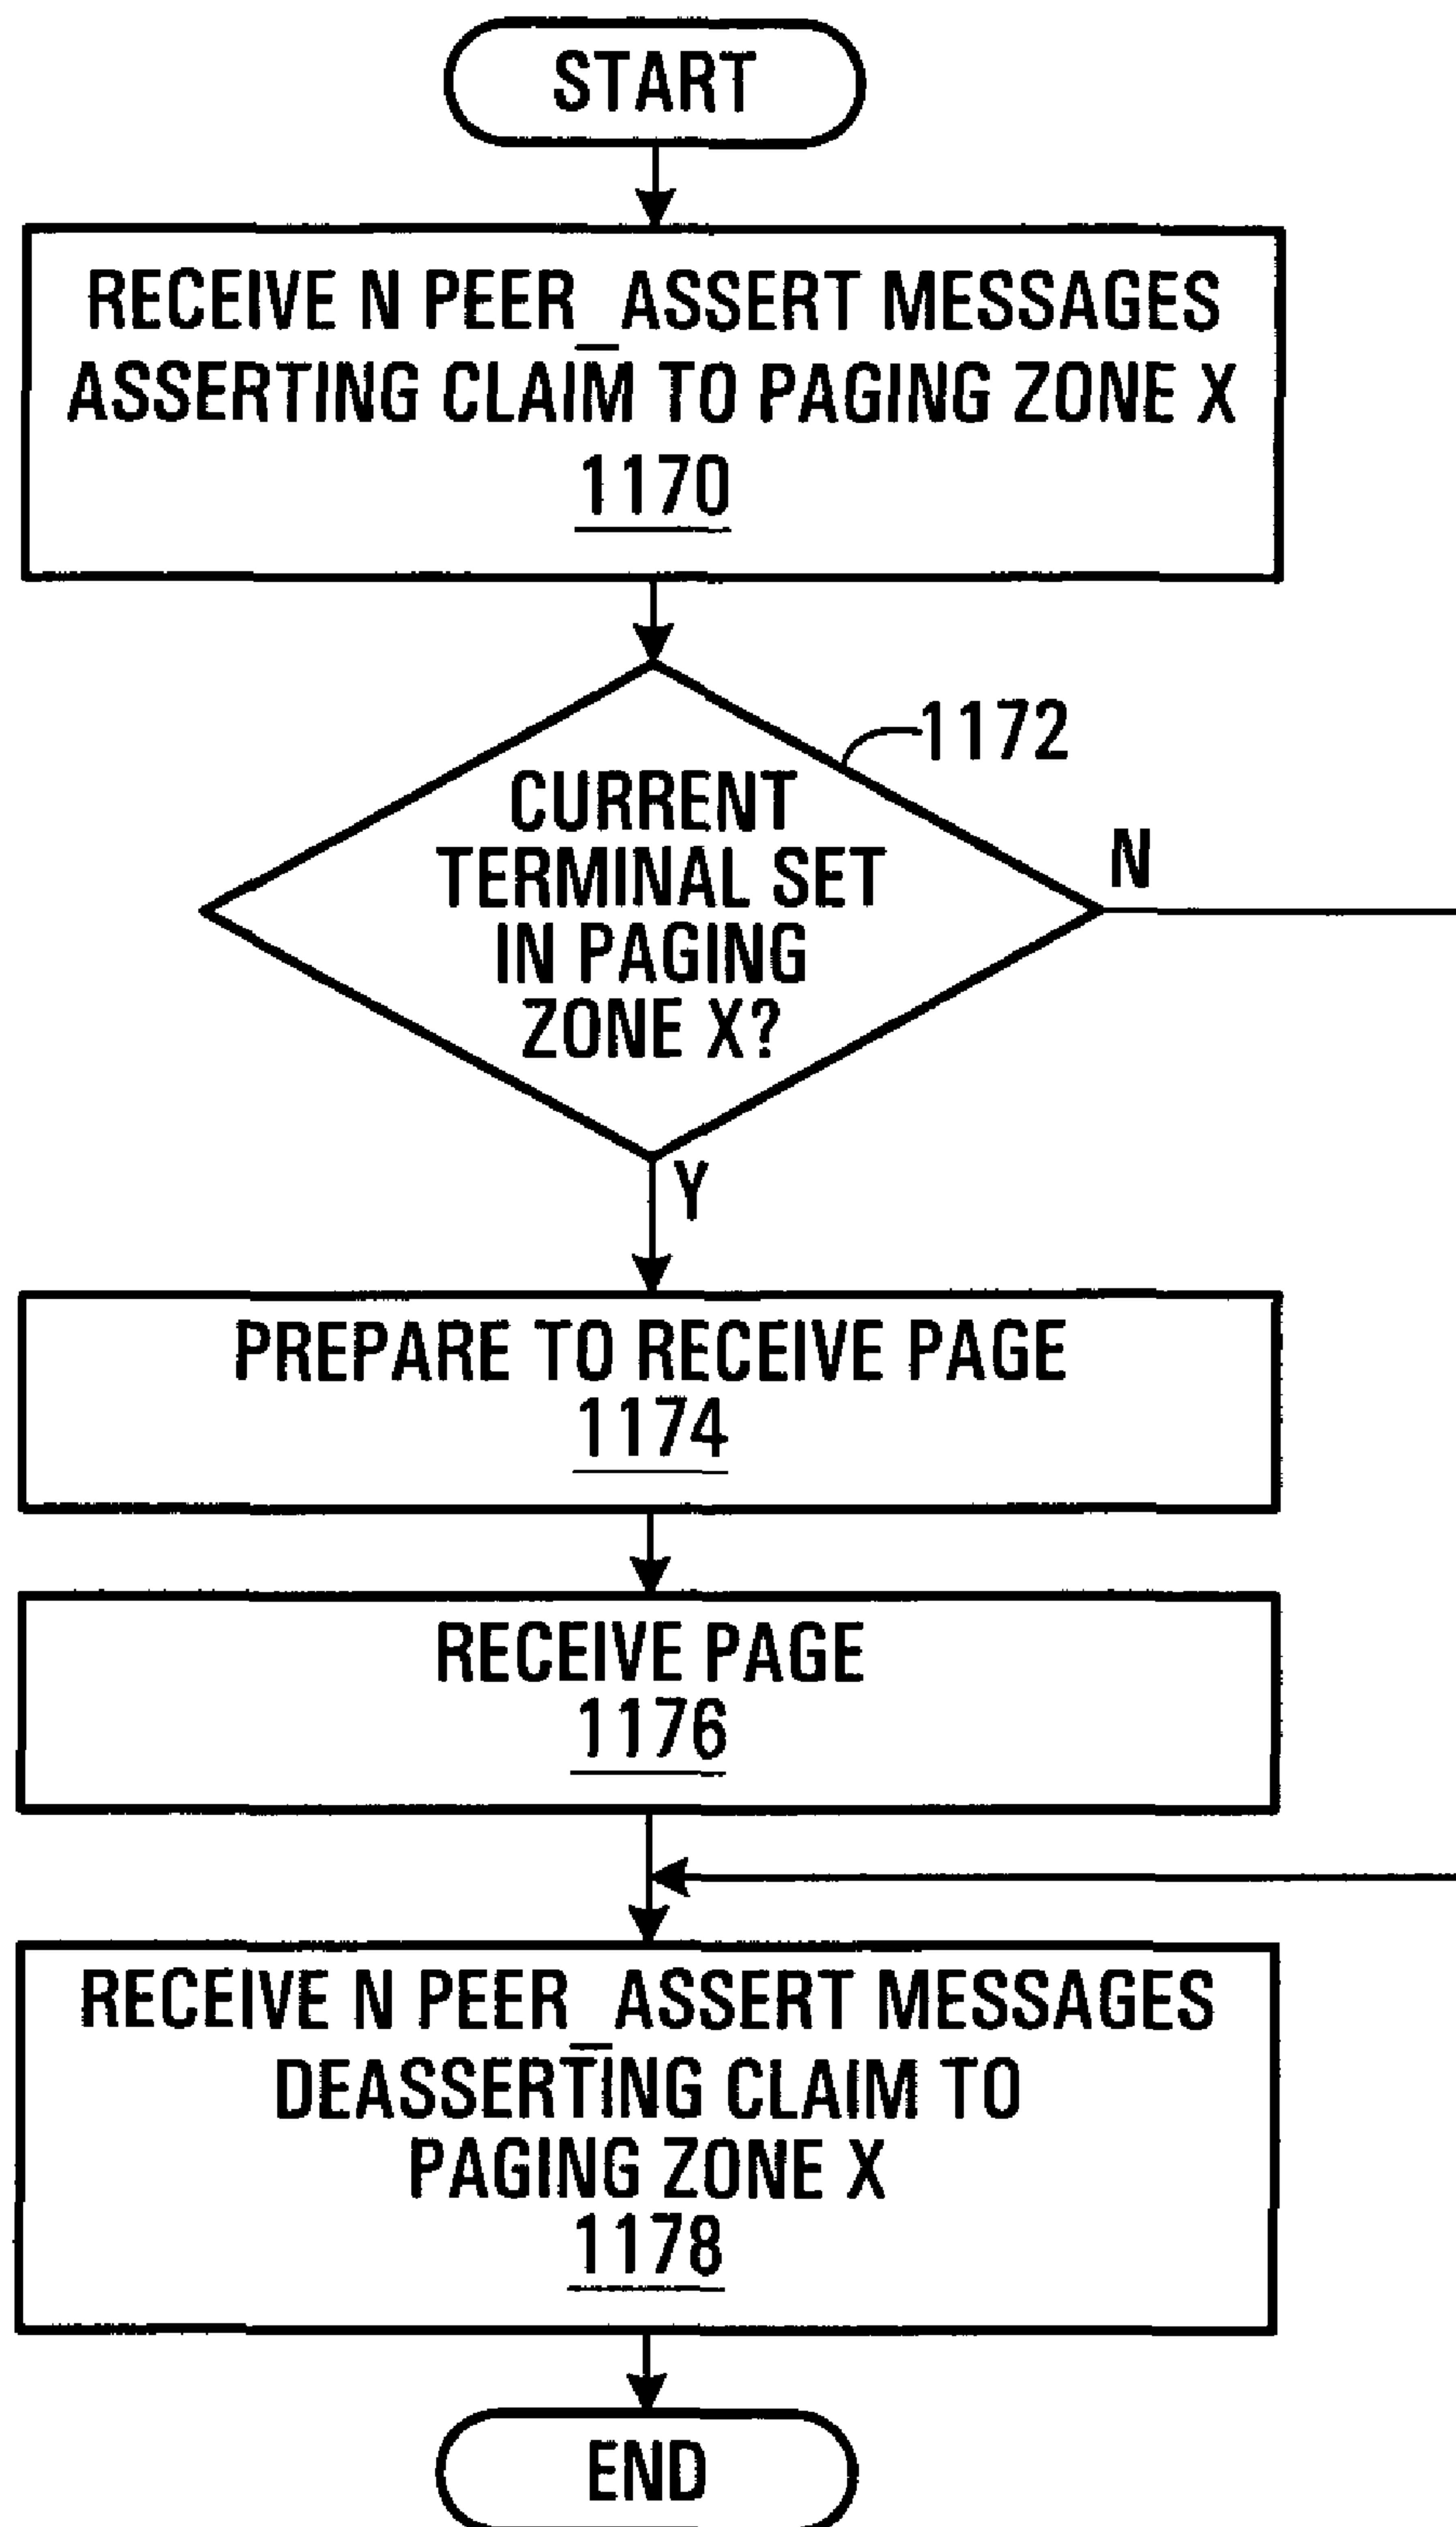 START
RECEIVE N PEER_ASSERT MESSAGES
ASSERTING CLAIM TO PAGING ZONE X
1170
1172
CURRENT
TERMINAL SET
IN PAGING
ZONE X?
N
Y
PREPARE TO RECEIVE PAGE
1174
RECEIVE PAGE
1176
RECEIVE N PEER_ASSERT MESSAGES
DEASSERTING CLAIM TO
PAGING ZONE X
1178
END